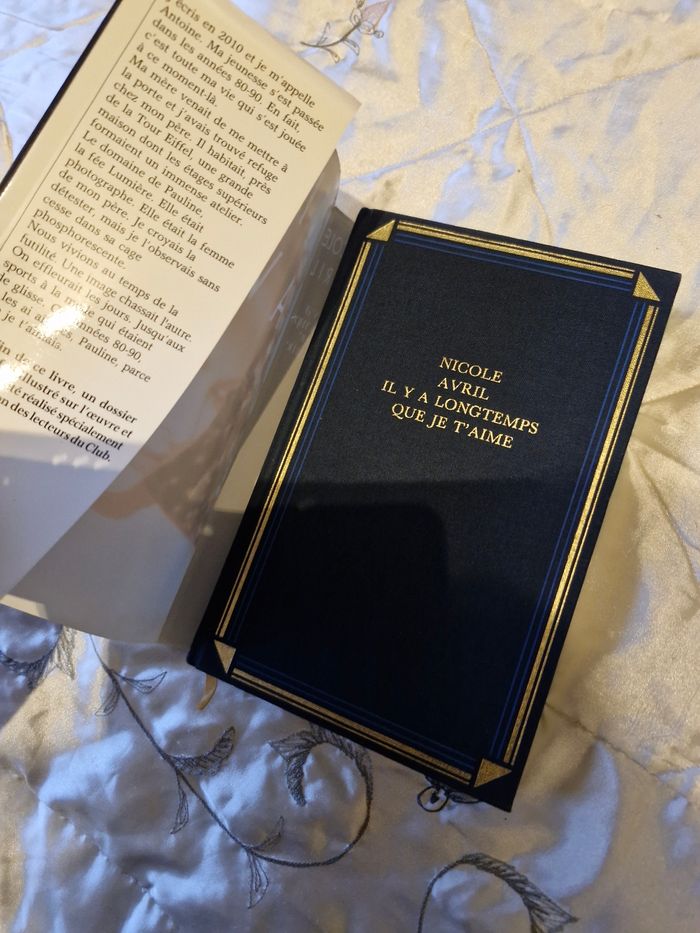 écris en 2010 et je m'appelle
Antoine. Ma jeunesse s'est passée
dans les années 80-90. En fait,
c'est toute ma vie qui s'est jouée
à ce moment-là.
Ma mère venait de me mettre à
la porte et j'avais trouvé refuge
chez mon père. Il habitait, près
de la Tour Eiffel, une grande
maison dont les étages supérieurs
formaient un immense atelier.
Le domaine de Pauline,
la fée Lumière. Elle était
photographe. Elle était la femme
de mon père. Je croyais la
détester, mais je l'observais sans
cesse dans sa cage
phosphorescente.
Nous vivions au temps de la
futilité. Une image chassait l'autre.
On effleurait les jours. Jusqu'aux
sports à la mode qui étaient
de glisse. années 80-90,
les ai Pauline, parce
je t'aimais.
de ce livre, un dossier
illustré sur l'œuvre et
été réalisé spécialement
des lecteurs du Club.
NICOLE
AVRIL
IL Y A LONGTEMPS
QUE JE T'AIME